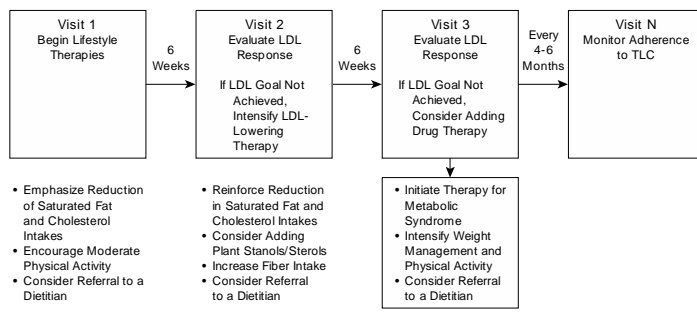 Visit 1
Begin Lifestyle
Therapies
6
Weeks
Visit 2
Evaluate LDL
Response
If LDL Goal Not
Achieved,
Intensify LDL-
Lowering
Therapy
6
Weeks
Visit 3
Evaluate LDL
Response
If LDL Goal Not
Achieved,
Consider Adding
Drug Therapy
Every
4-6
Months
Visit N
Monitor Adherence
to TLC
• Emphasize Reduction
of Saturated Fat
and Cholesterol
Intakes
• Encourage Moderate
Physical Activity
• Consider Referral to a
Dietitian
• Reinforce Reduction
in Saturated Fat and
Cholesterol Intakes
• Consider Adding
Plant Stanols/Sterols
• Increase Fiber Intake
• Consider Referral
to a Dietitian
• Initiate Therapy for
Metabolic
Syndrome
• Intensify Weight
Management and
Physical Activity
• Consider Referral
to a Dietitian